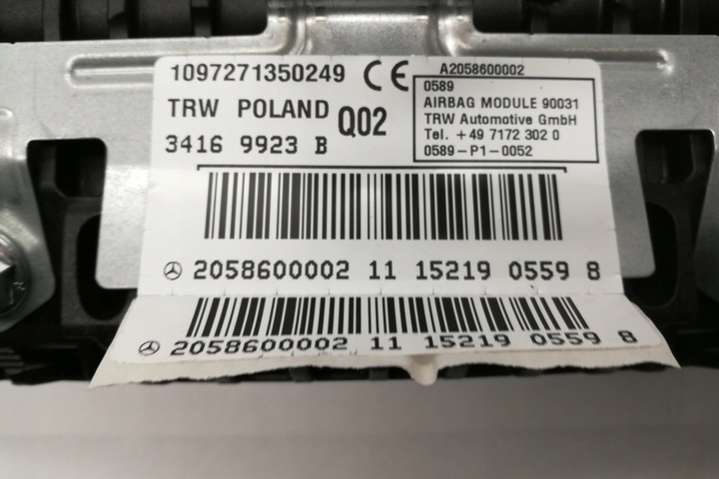 1097271350249 CE A2058600002
TRW POLAND Q02
3416 9923 B
0589
AIRBAG MODULE 90031
TRW Automotive GmbH
Tel. +49 7172 302 0
0589-P1-0052
2058600002 11 15219 0559 8
2058600002 11 15219 0559 8